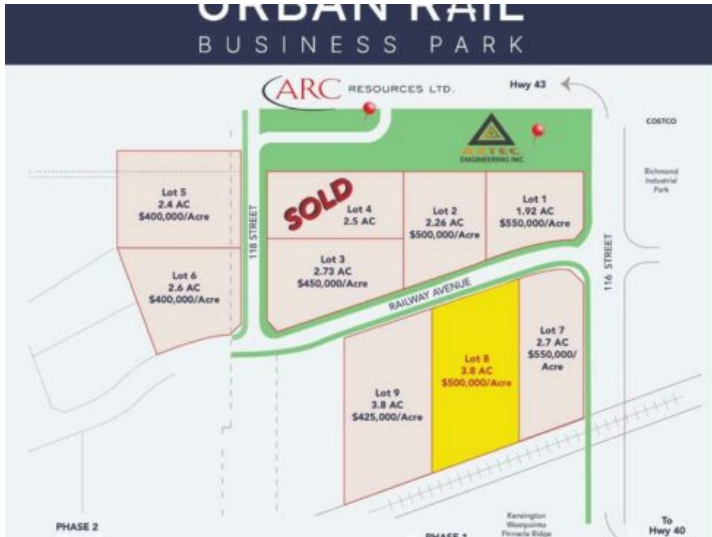 URBAN RAIL
BUSINESS PARK
ARC RESOURCES LTD.
Hwy 43
COSTCO
AZTEC
ENGINEERING INC.
Richmond
Industrial
Park
Lot 5
2.4 AC
$400,000/Acre
118 STREET
SOLD
Lot 4
2.5 AC
Lot 2
2.26 AC
$500,000/Acre
Lot 1
1.92 AC
$550,000/Acre
Lot 6
2.6 AC
$400,000/Acre
Lot 3
2.73 AC
$450,000/Acre
116 STREET
RAILWAY AVENUE
Lot 9
3.8 AC
$425,000/Acre
Lot 8
3.8 AC
$500,000/Acre
Lot 7
2.7 AC
$550,000/
Acre
PHASE 2
PHASE 1
Kensington
Westpointe
Pinnacle Ridge
To
Hwy 40